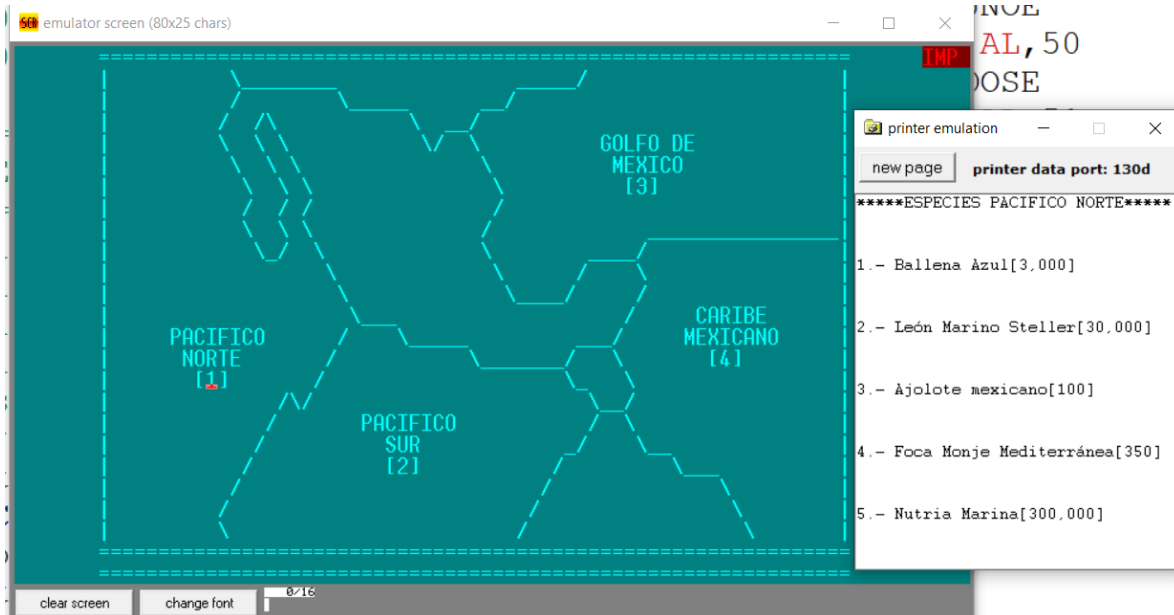 SCR emulator screen (80x25 chars)
IMP
GOLFO DE
MEXICO
[3]
CARIBE
MEXICANO
[4]
PACIFICO
NORTE
[1]
PACIFICO
SUR
[2]
clear screen
change font
0/16
AL,50
OSE
printer emulation
new page
printer data port: 130d
*****ESPECIES PACIFICO NORTE*****
1.- Ballena Azul[3,000]
2.- León Marino Steller[30,000]
3.- Ajolote mexicano[100]
4.- Foca Monje Mediterránea[350]
5.- Nutria Marina[300,000]